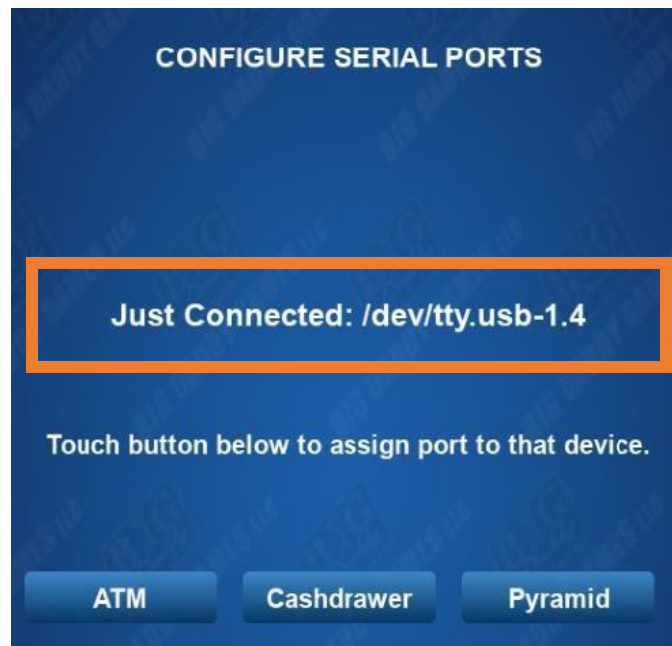 CONFIGURE SERIAL PORTS
Just Connected: /dev/tty.usb-1.4
Touch button below to assign port to that device.
ATM
Cashdrawer
Pyramid